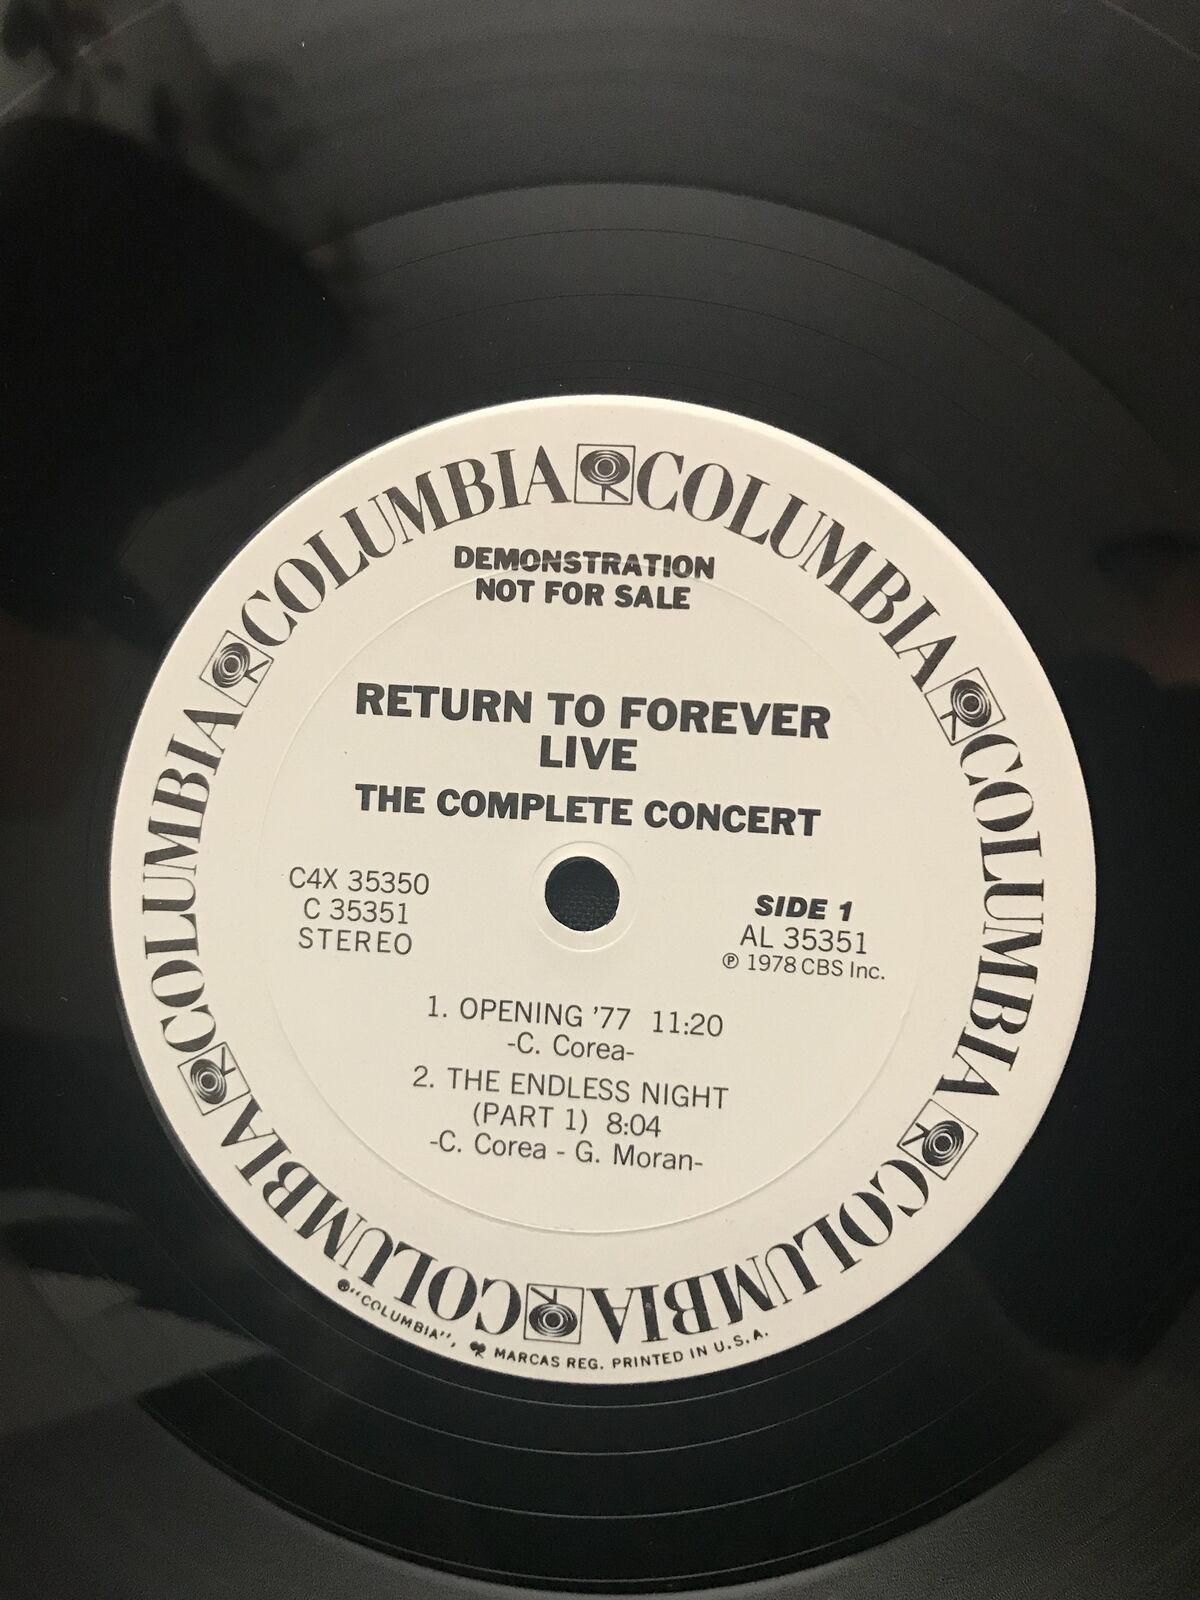 COLUMBIA COLUMBIA COLUMBIA COLUMBIA COLUMBIA COLUMBIA COLUMBIA
DEMONSTRATION
NOT FOR SALE
RETURN TO FOREVER
LIVE
THE COMPLETE CONCERT
C4X 35350
C 35351
STEREO
SIDE 1
AL 35351
℗ 1978 CBS Inc.
1. OPENING '77 11:20
-C. Corea-
2. THE ENDLESS NIGHT
(PART 1) 8:04
-C. Corea - G. Moran-
®"COLUMBIA", MARCAS REG. PRINTED IN U.S.A.